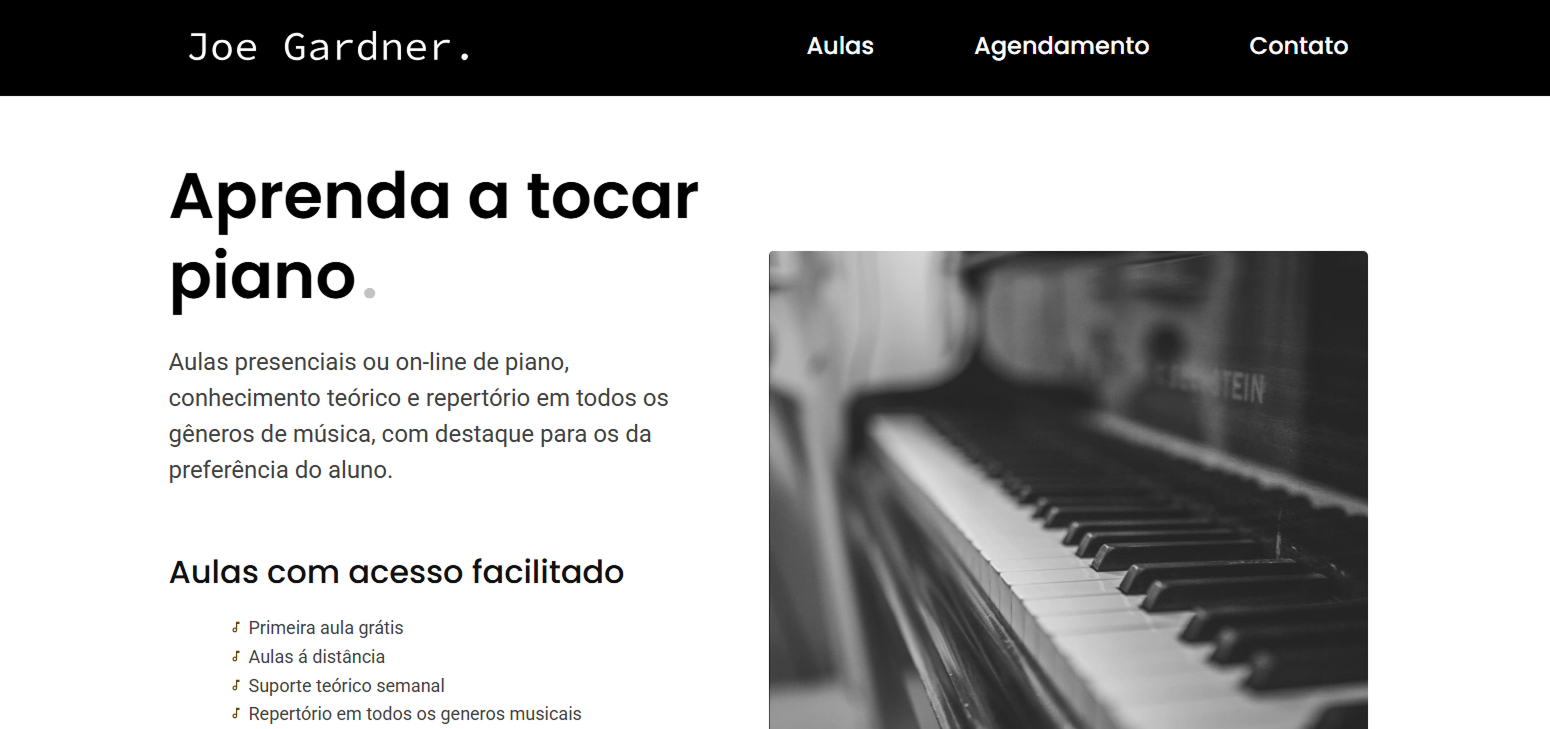 Joe Gardner.
Aulas
Agendamento
Contato
Aprenda a tocar
piano.
Aulas presenciais ou on-line de piano,
conhecimento teórico e repertório em todos os
gêneros de música, com destaque para os da
preferência do aluno.
Aulas com acesso facilitado
Primeira aula grátis
Aulas á distância
Suporte teórico semanal
Repertório em todos os generos musicais